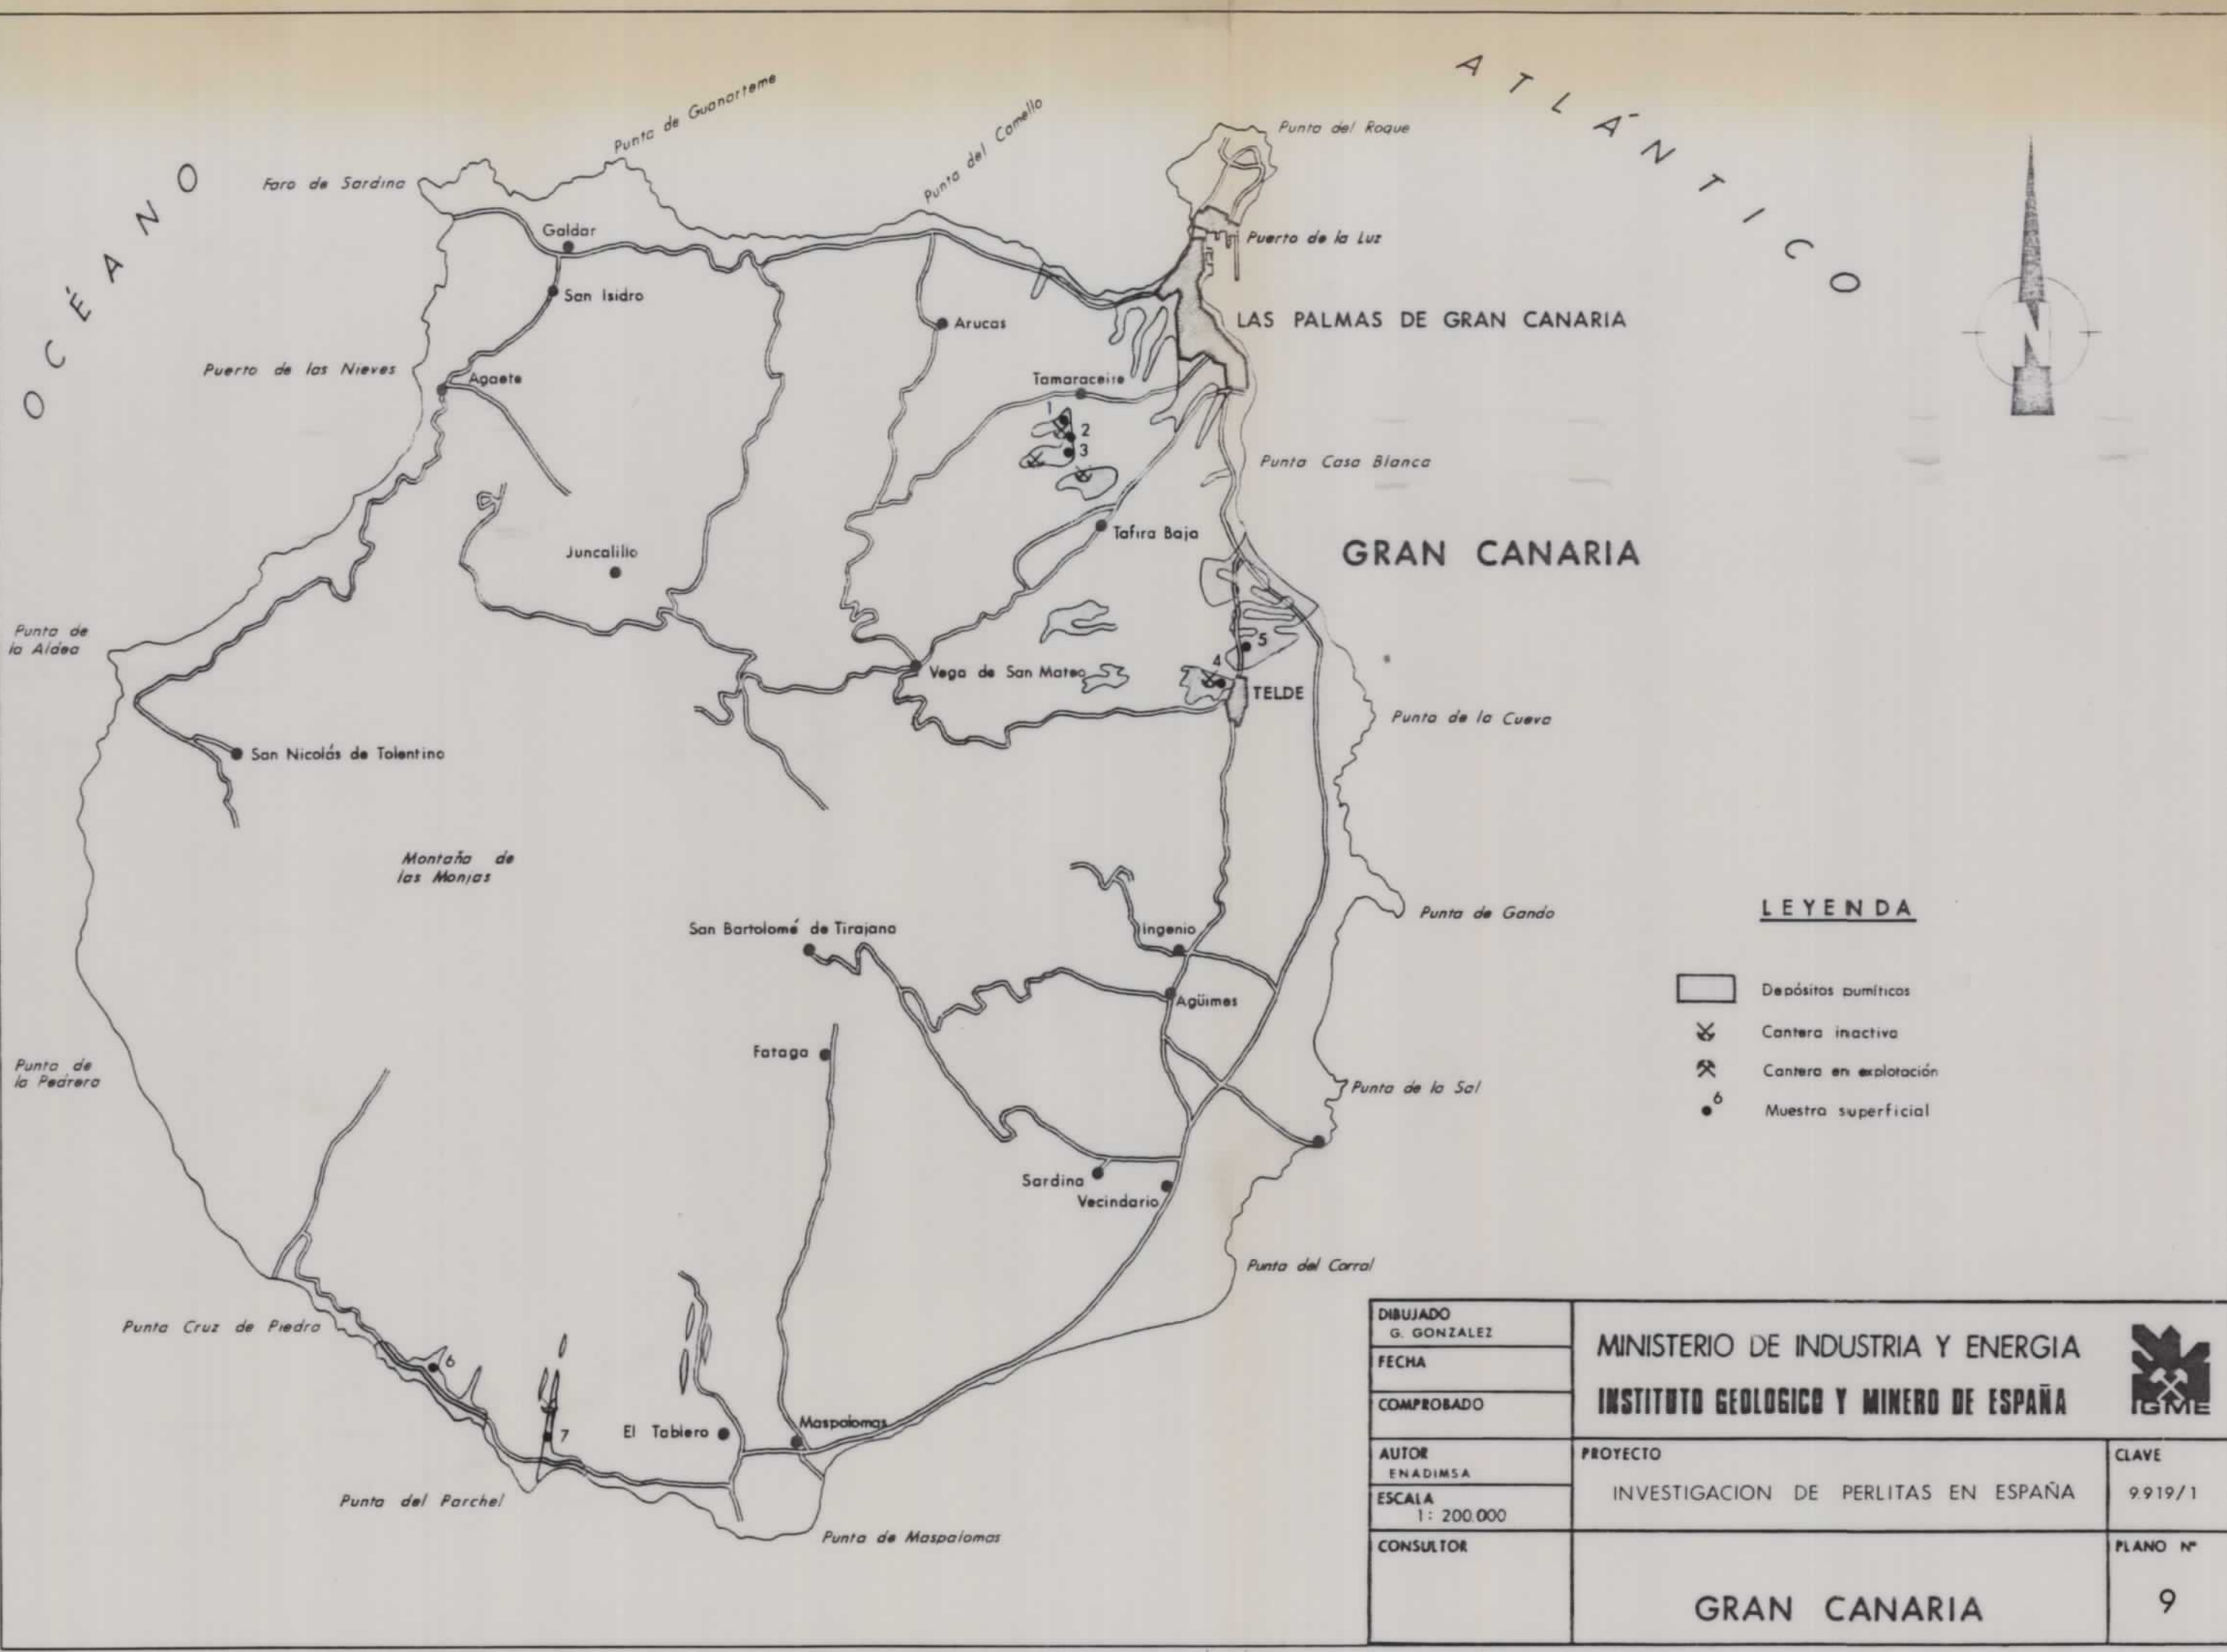 OCÉANO
ATLÁNTICO
Punta de Guanarteme
Punta del Camello
Punta del Roque
Faro de Sardina
Galdar
Puerto de la Luz
San Isidro
LAS PALMAS DE GRAN CANARIA
Arucas
Puerto de las Nieves
Agaete
Tamaraceite
1
2
3
Punta Casa Blanca
N
Tafira Baja
GRAN CANARIA
Juncalillo
Punta de
la Aldea
5
4
Vega de San Mateo
TELDE
Punta de la Cueva
San Nicolás de Tolentino
Montaña de
las Monjas
San Bartolomé de Tirajana
Ingenio
Punta de Gando
Agüimes
Fataga
Punta de
la Pedrera
Punta de la Sal
Sardina
Vecindario
Punta del Corral
Punta Cruz de Piedra
6
7
El Tablero
Maspalomas
Punta del Parchel
Punta de Maspalomas
LEYENDA
Depósitos pumíticos
Cantera inactiva
Cantera en explotación
6
Muestra superficial
DIBUJADO
G. GONZALEZ
FECHA
COMPROBADO
MINISTERIO DE INDUSTRIA Y ENERGIA
INSTITUTO GEOLOGICO Y MINERO DE ESPAÑA
IGME
AUTOR
ENADIMSA
ESCALA
1: 200.000
CONSULTOR
PROYECTO
INVESTIGACION DE PERLITAS EN ESPAÑA
CLAVE
9.919/1
GRAN CANARIA
PLANO Nº
9